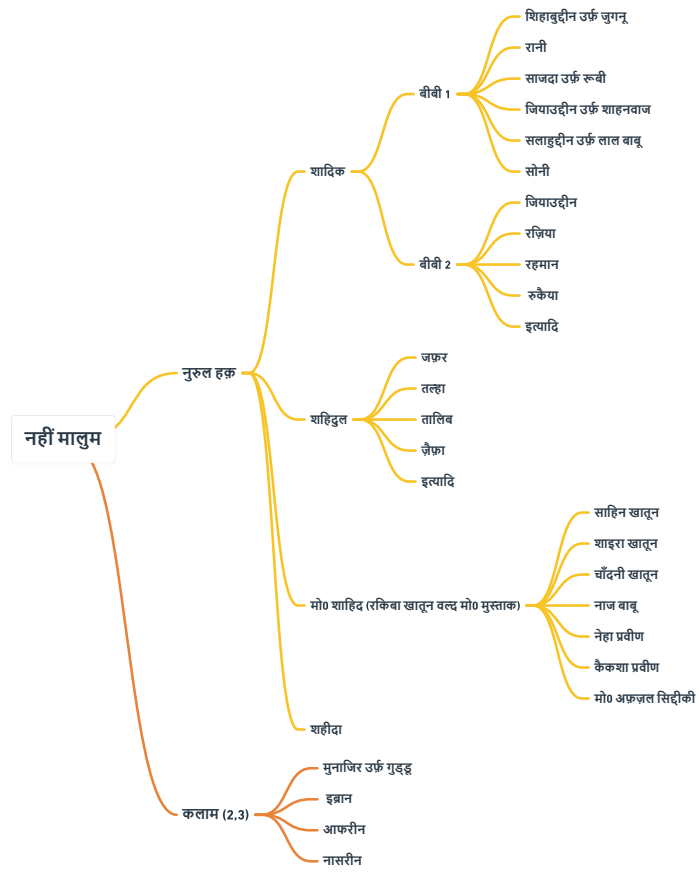 शिहाबुद्दीन उर्फ़ जुगनू
रानी
साजदा उर्फ़ रूबी
बीबी 1
जियाउद्दीन उर्फ़ शाहनवाज
सलाहुद्दीन उर्फ़ लाल बाबू
शादिक
सोनी
जियाउद्दीन
रज़िया
बीबी 2
रहमान
रुकैया
इत्यादि
जफ़र
नुरुल हक़
तल्हा
शहिदुल
तालिब
नहीं मालुम
ज़ैफ़ा
इत्यादि
साहिन खातून
शाइरा खातून
चाँदनी खातून
मो0 शाहिद (रकिबा खातून वल्द मो0 मुस्ताक)
नाज बाबू
नेहा प्रवीण
कैकशा प्रवीण
मो0 अफ़ज़ल सिद्दीकी
शहीदा
मुनाजिर उर्फ़ गुड्डू
इब्रान
कलाम (2,3)
आफरीन
नासरीन